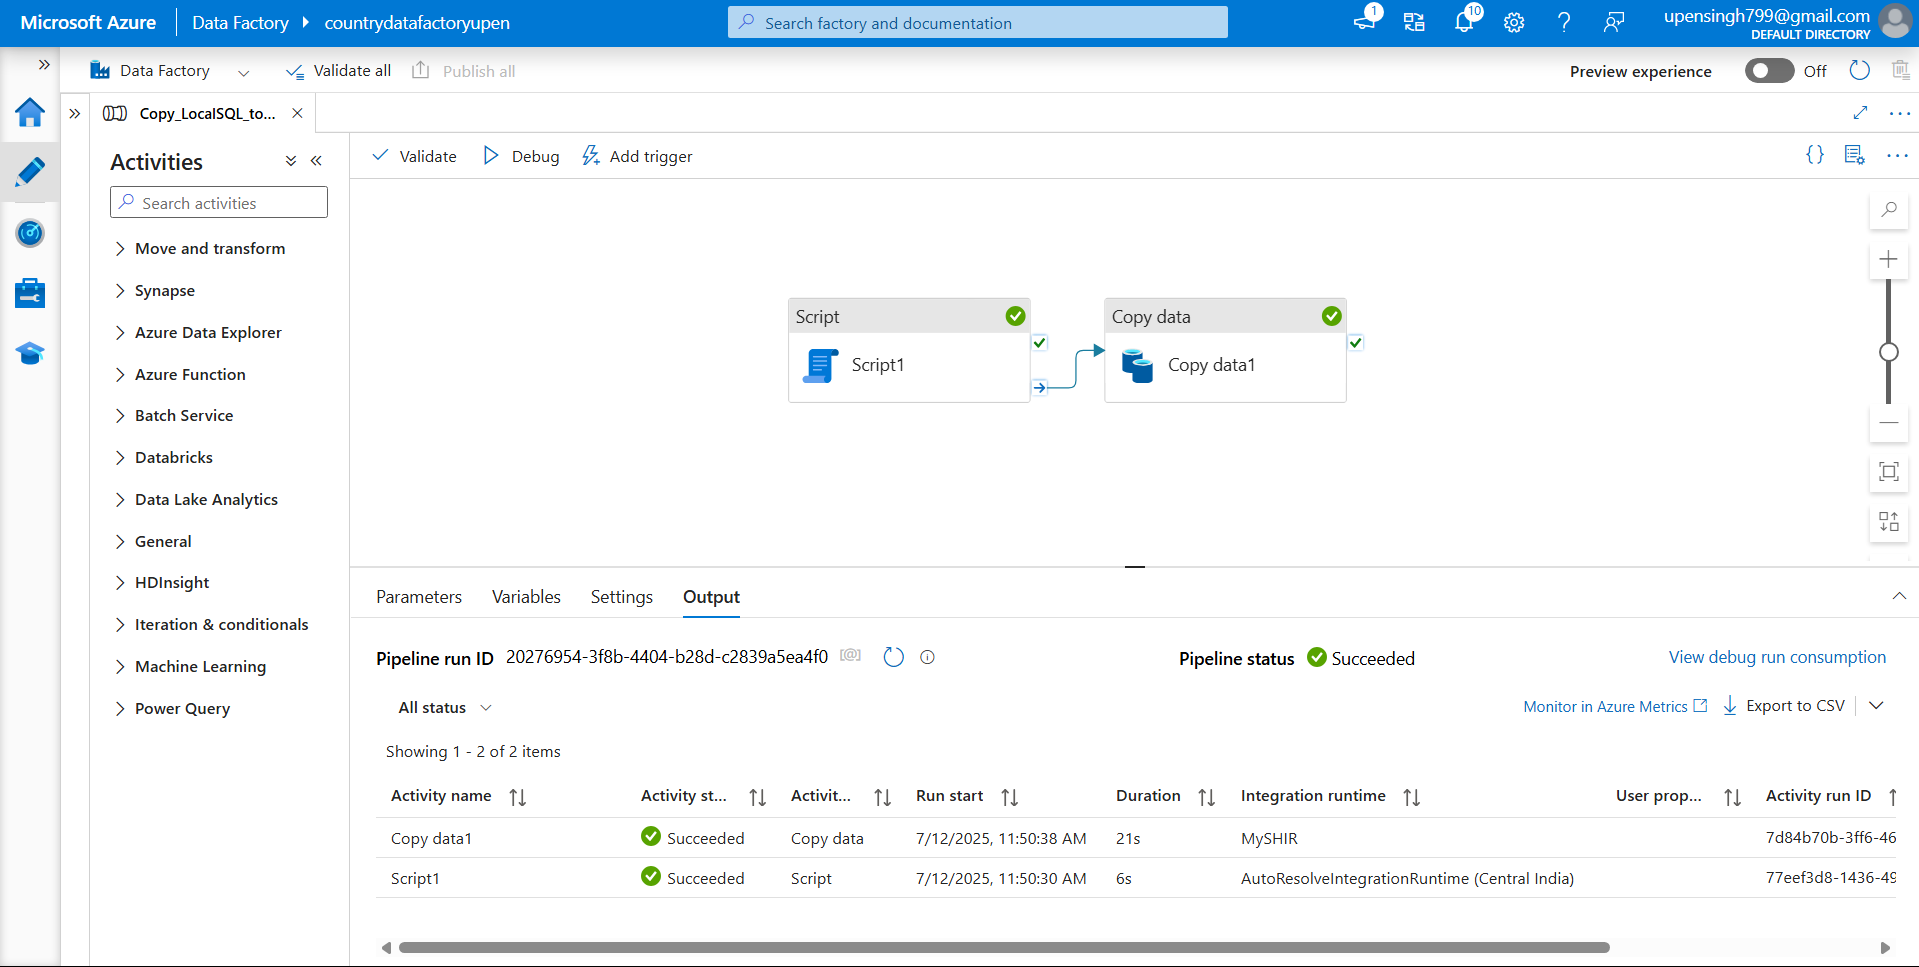 Microsoft Azure
Data Factory
countrydatafactoryupen
Search factory and documentation
1
10
upensingh799@gmail.com
DEFAULT DIRECTORY
Data Factory
Validate all
Publish all
Preview experience
Off
Copy_LocalSQL_to...
Activities
Validate
Debug
Add trigger
Search activities
Move and transform
Synapse
Azure Data Explorer
Azure Function
Batch Service
Databricks
Data Lake Analytics
General
HDInsight
Iteration & conditionals
Machine Learning
Power Query
Script
Script1
Copy data
Copy data1
Parameters
Variables
Settings
Output
Pipeline run ID 20276954-3f8b-4404-b28d-c2839a5ea4f0
Pipeline status Succeeded
View debug run consumption
All status
Monitor in Azure Metrics
Export to CSV
Showing 1 - 2 of 2 items
Activity name Activity st... Activit... Run start Duration Integration runtime User prop... Activity run ID
Copy data1 Succeeded Copy data 7/12/2025, 11:50:38 AM 21s MySHIR 7d84b70b-3ff6-46
Script1 Succeeded Script 7/12/2025, 11:50:30 AM 6s AutoResolveIntegrationRuntime (Central India) 77eef3d8-1436-49